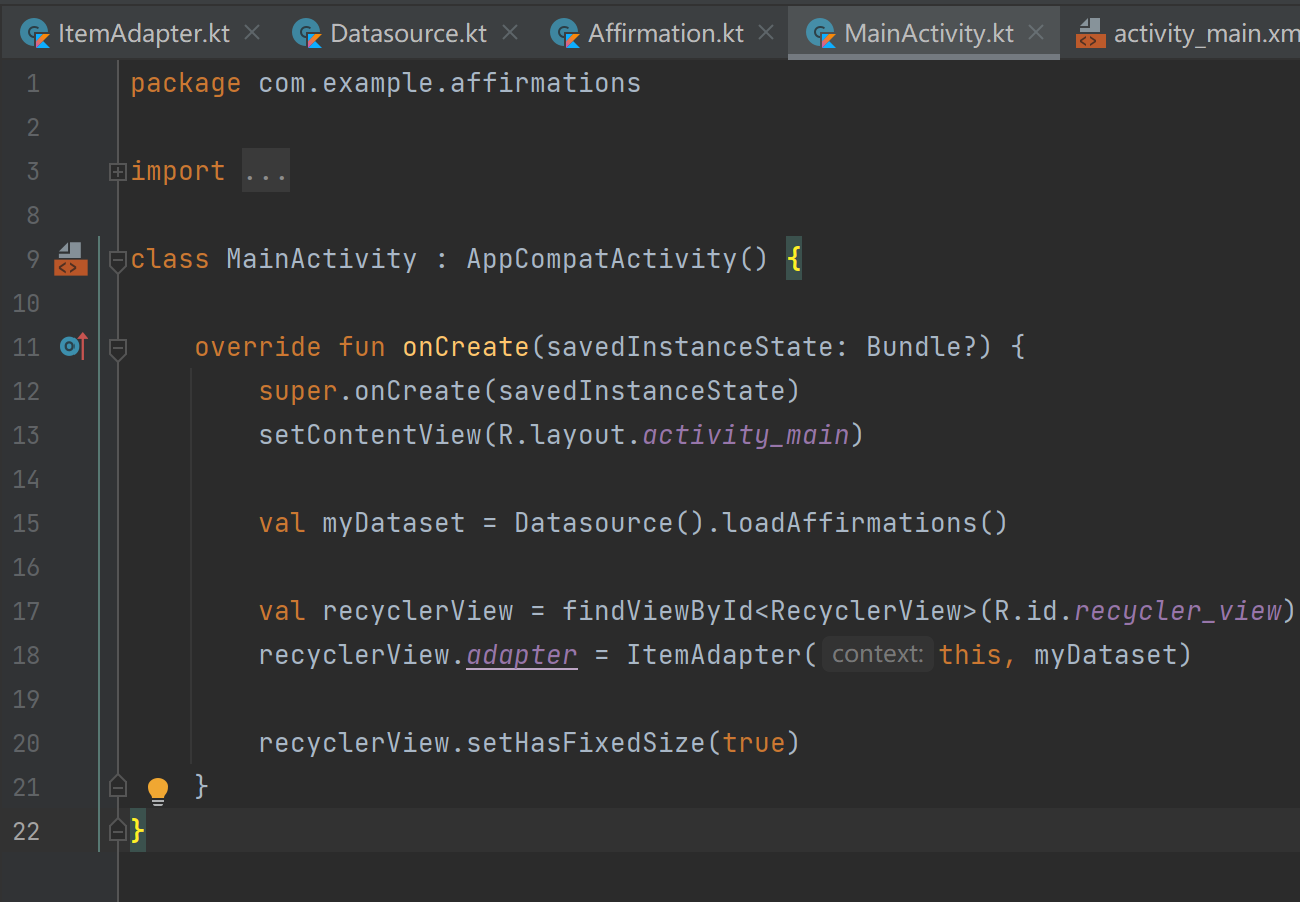 ItemAdapter.kt Datasource.kt Affirmation.kt MainActivity.kt activity_main.xm
1 package com.example.affirmations
2
3 import ...
8
9 class MainActivity : AppCompatActivity() {
10
11 override fun onCreate(savedInstanceState: Bundle?) {
12 super.onCreate(savedInstanceState)
13 setContentView(R.layout.activity_main)
14
15 val myDataset = Datasource().loadAffirmations()
16
17 val recyclerView = findViewById<RecyclerView>(R.id.recycler_view)
18 recyclerView.adapter = ItemAdapter( context: this, myDataset)
19
20 recyclerView.setHasFixedSize(true)
21 }
22 }